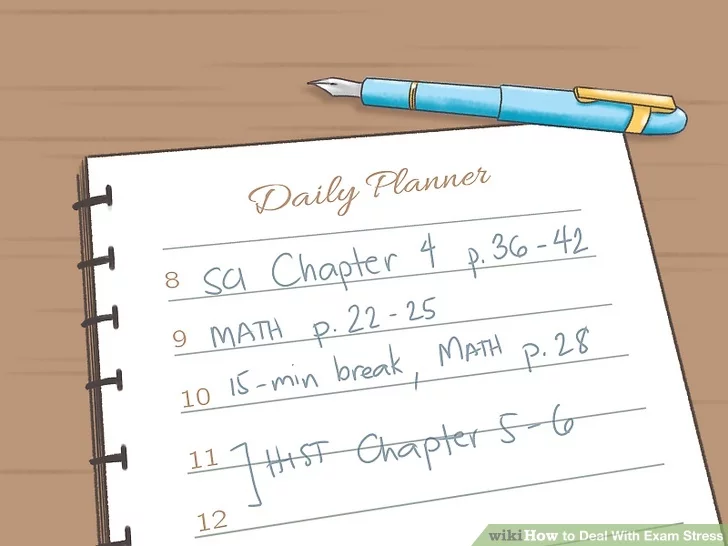 Daily Planner
8 SCI Chapter 4 p. 36-42
9 MATH p. 22-25
10 15-min break, MATH p. 28
11 HIST Chapter 5-6
12
wikiHow to Deal With Exam Stress